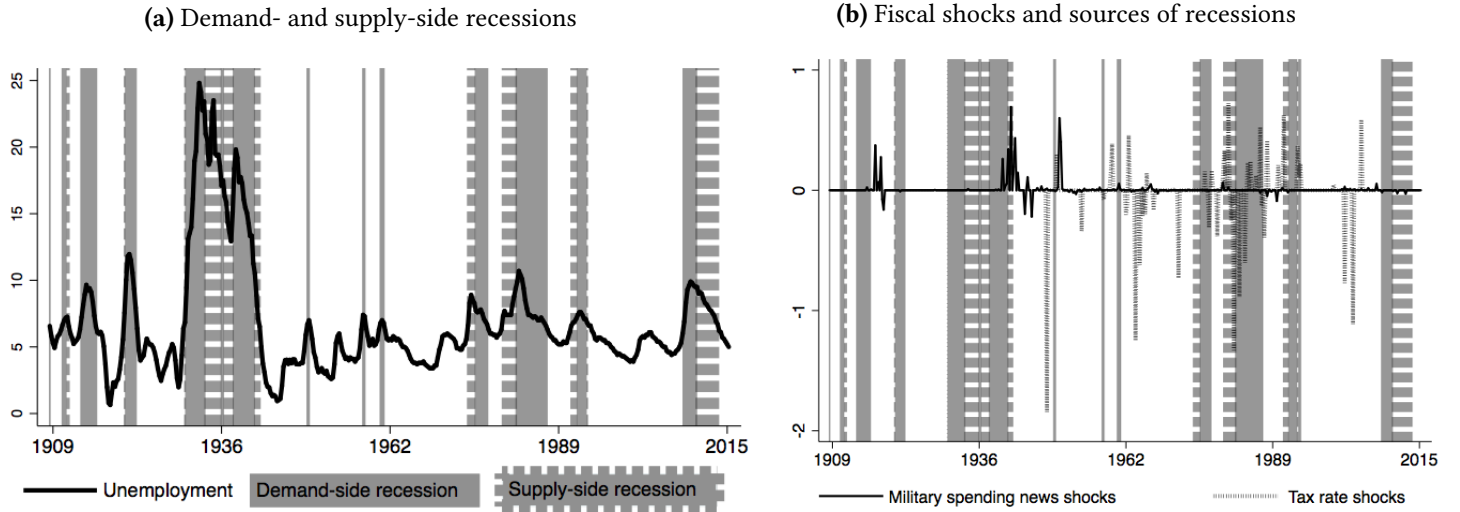 (a) Demand- and supply-side recessions
25
20
15
10
5
0
1909 1936 1962 1989 2015
Unemployment Demand-side recession Supply-side recession
(b) Fiscal shocks and sources of recessions
1
0
-1
-2
1909 1936 1962 1989 2015
Military spending news shocks Tax rate shocks